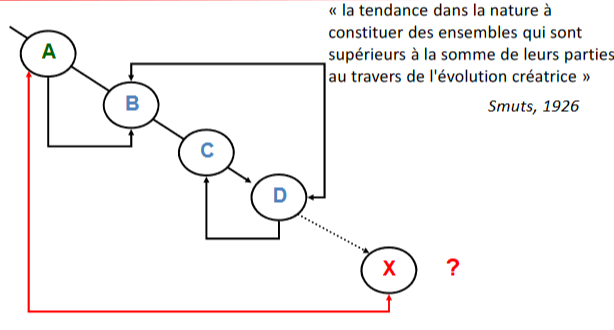 « la tendance dans la nature à
constituer des ensembles qui sont
supérieurs à la somme de leurs parties
au travers de l'évolution créatrice »
Smuts, 1926
A
B
C
D
X ?